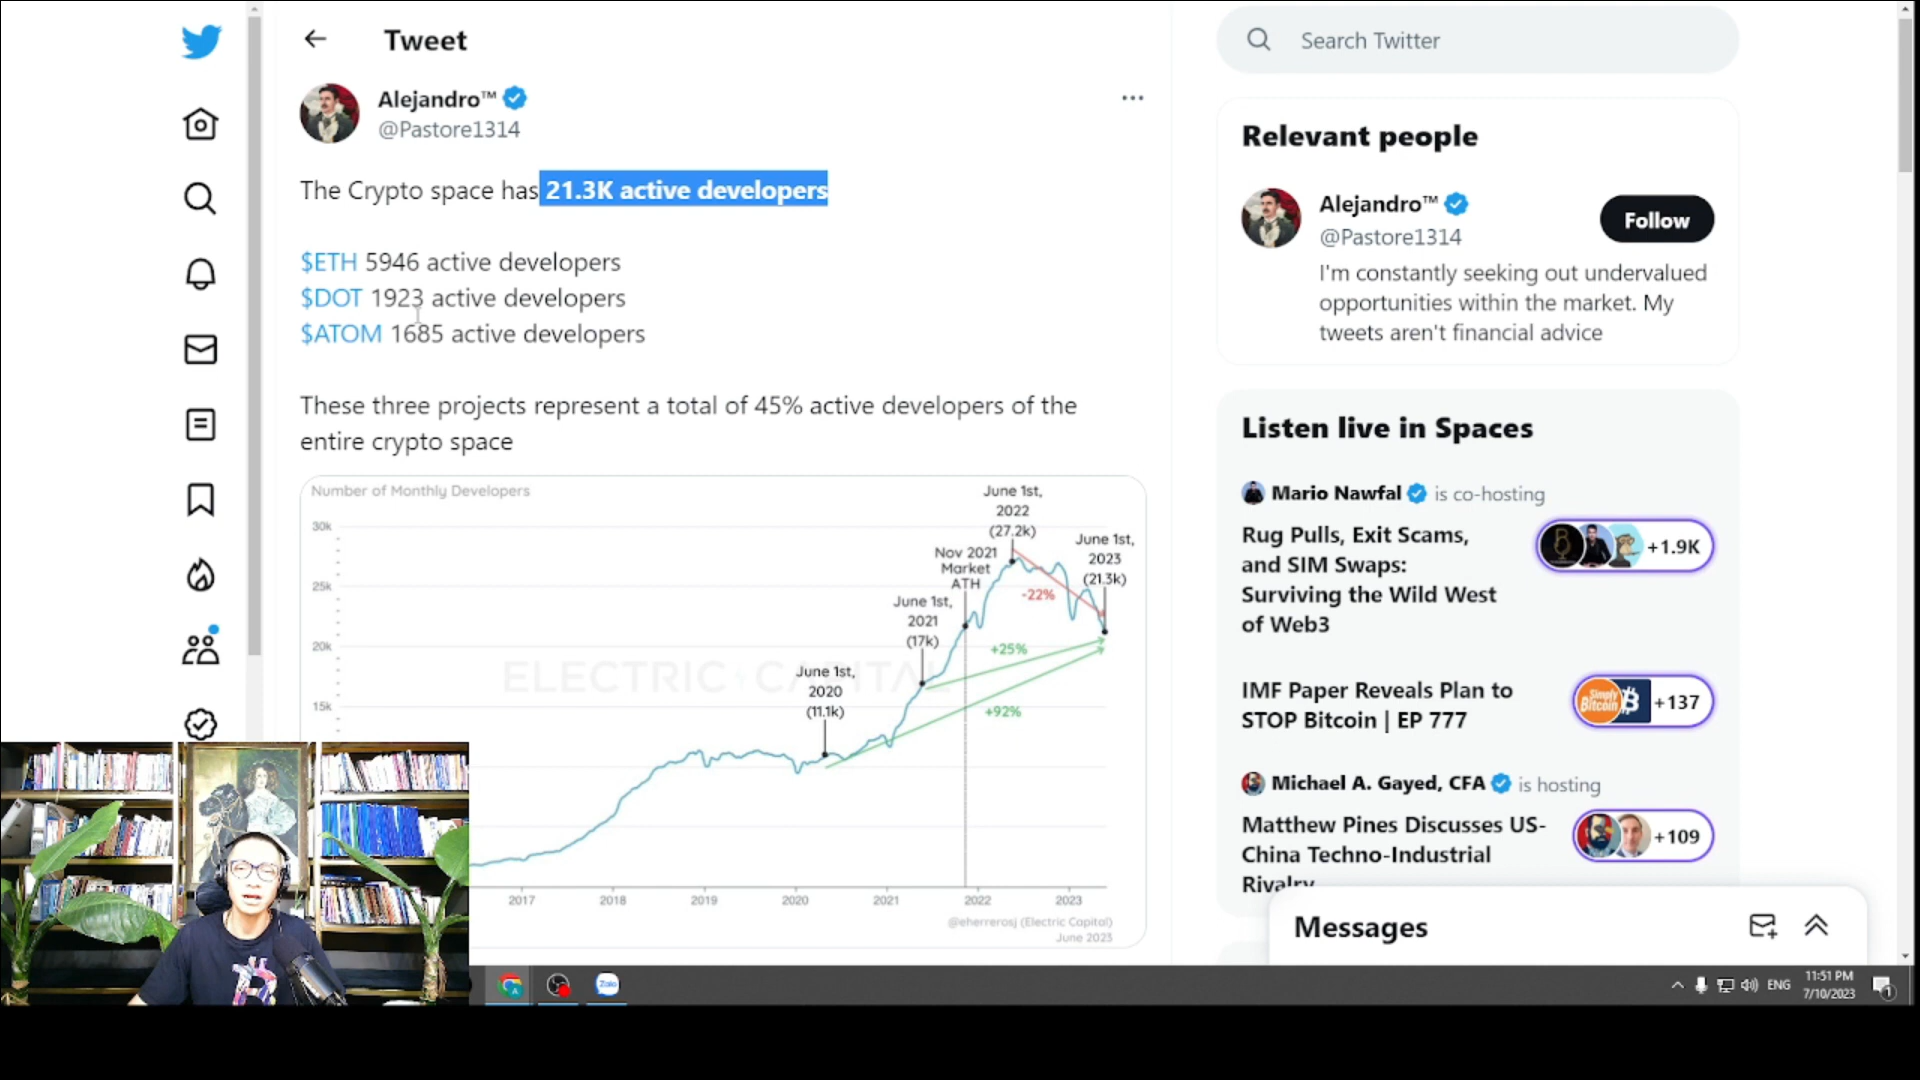 Tweet
Alejandro™
@Pastore1314
The Crypto space has 21.3K active developers
$ETH 5946 active developers
$DOT 1923 active developers
$ATOM 1685 active developers
These three projects represent a total of 45% active developers of the
entire crypto space
Number of Monthly Developers
30k
25k
20k
15k
June 1st,
2020
(11.1k)
June 1st,
2021
(17k)
Nov 2021
Market
ATH
June 1st,
2022
(27.2k)
June 1st,
2023
(21.3k)
-22%
+25%
+92%
ELECTRIC CAPITAL
2017
2018
2019
2020
2021
2022
2023
@eherrerosj (Electric Capital)
June 2023
Search Twitter
Relevant people
Alejandro™
@Pastore1314
Follow
I'm constantly seeking out undervalued
opportunities within the market. My
tweets aren't financial advice
Listen live in Spaces
Mario Nawfal is co-hosting
Rug Pulls, Exit Scams,
and SIM Swaps:
Surviving the Wild West
of Web3
+1.9K
IMF Paper Reveals Plan to
STOP Bitcoin | EP 777
Simply
Bitcoin
+137
Michael A. Gayed, CFA is hosting
Matthew Pines Discusses US-
China Techno-Industrial
Rivalry
+109
Messages
Zalo
ENG
11:51 PM
7/10/2023
1